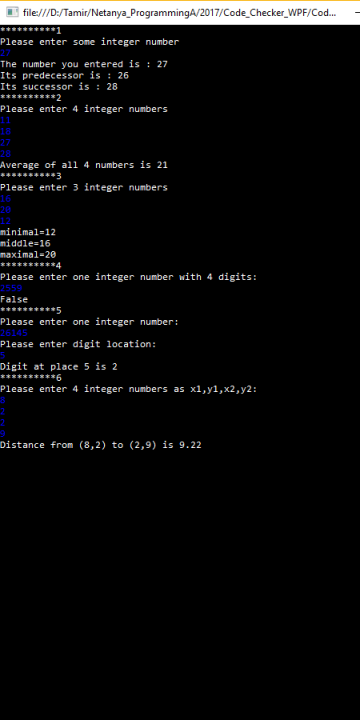 file:///D:/Tamir/Netanya_ProgrammingA/2017/Code_Checker_WPF/Cod...
**********1
Please enter some integer number
27
The number you entered is : 27
Its predecessor is : 26
Its successor is : 28
**********2
Please enter 4 integer numbers
11
18
27
28
Average of all 4 numbers is 21
**********3
Please enter 3 integer numbers
16
20
12
minimal=12
middle=16
maximal=20
**********4
Please enter one integer number with 4 digits:
2559
False
**********5
Please enter one integer number:
Please enter digit location:
5
Digit at place 5 is 2
**********6
Please enter 4 integer numbers as x1,y1,x2,y2:
8
2
2
9
Distance from (8,2) to (2,9) is 9.22